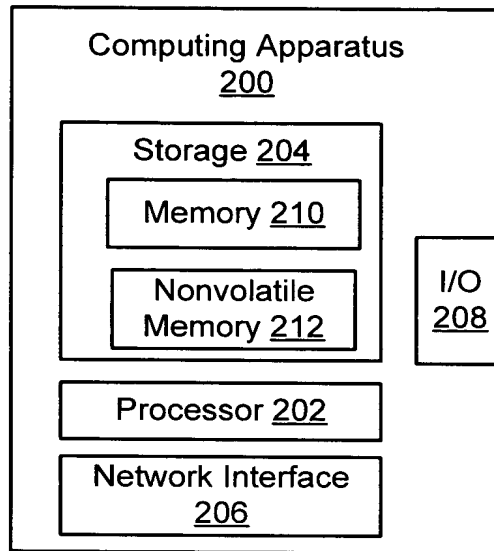 Computing Apparatus
200
Storage 204
Memory 210
Nonvolatile
Memory 212
I/O
208
Processor 202
Network Interface
206